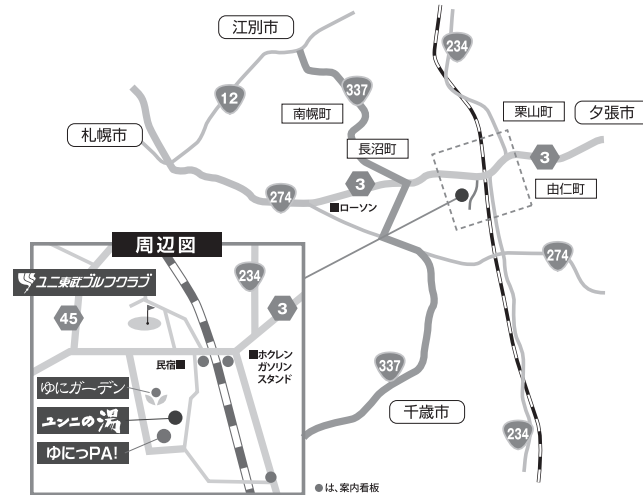 江別市
234
12
337
南幌町
栗山町
夕張市
札幌市
長沼町
3
3
274
由仁町
■ローソン
周辺図
234
274
ユニ東武ゴルフクラブ
3
45
民宿■
■ホクレン
ガソリン
スタンド
337
ゆにガーデン
ユンニの湯
千歳市
ゆにっPA!
234
●は、案内看板